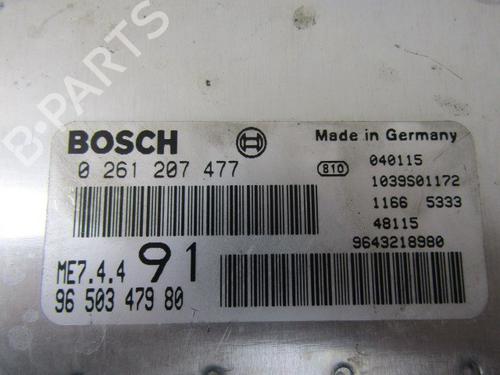 B-PARTS
BOSCH
Made in Germany
0 261 207 477
810
040115
1039S01172
1166 5333
48115
9643218980
ME7.4.4 91
96 503 479 80